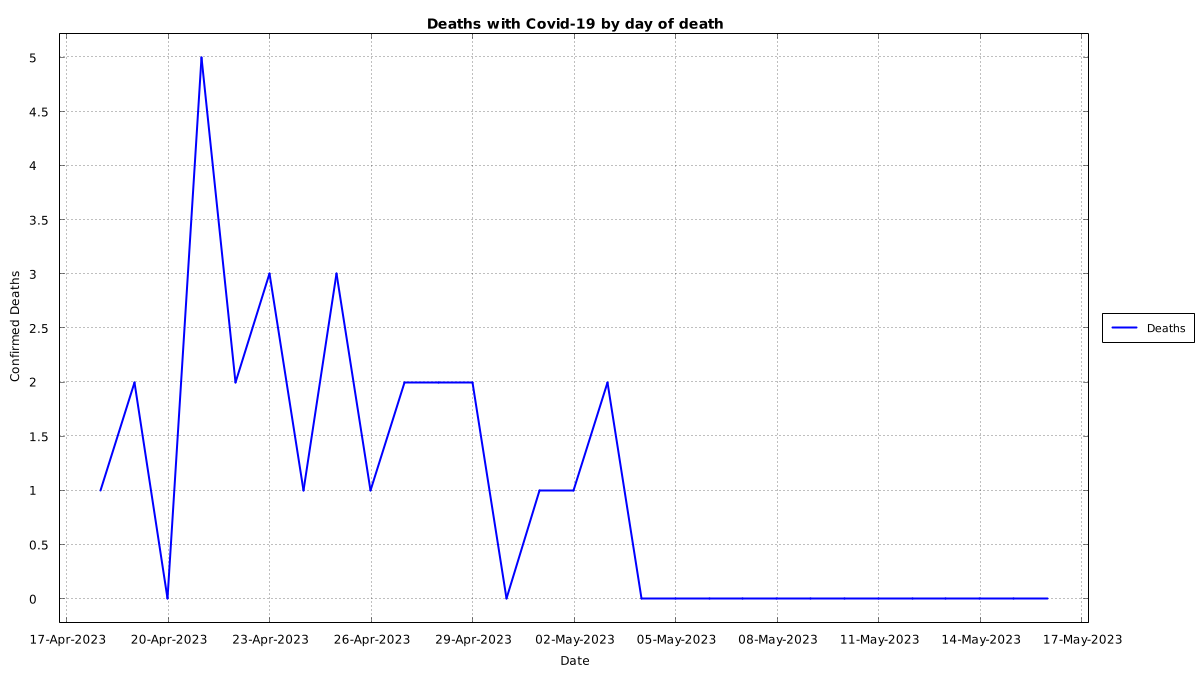 Deaths with Covid-19 by day of death
5
4.5
4
3.5
3
2.5
2
1.5
1
0.5
0
Confirmed Deaths
17-Apr-2023 20-Apr-2023 23-Apr-2023 26-Apr-2023 29-Apr-2023 02-May-2023 05-May-2023 08-May-2023 11-May-2023 14-May-2023 17-May-2023
Date
Deaths